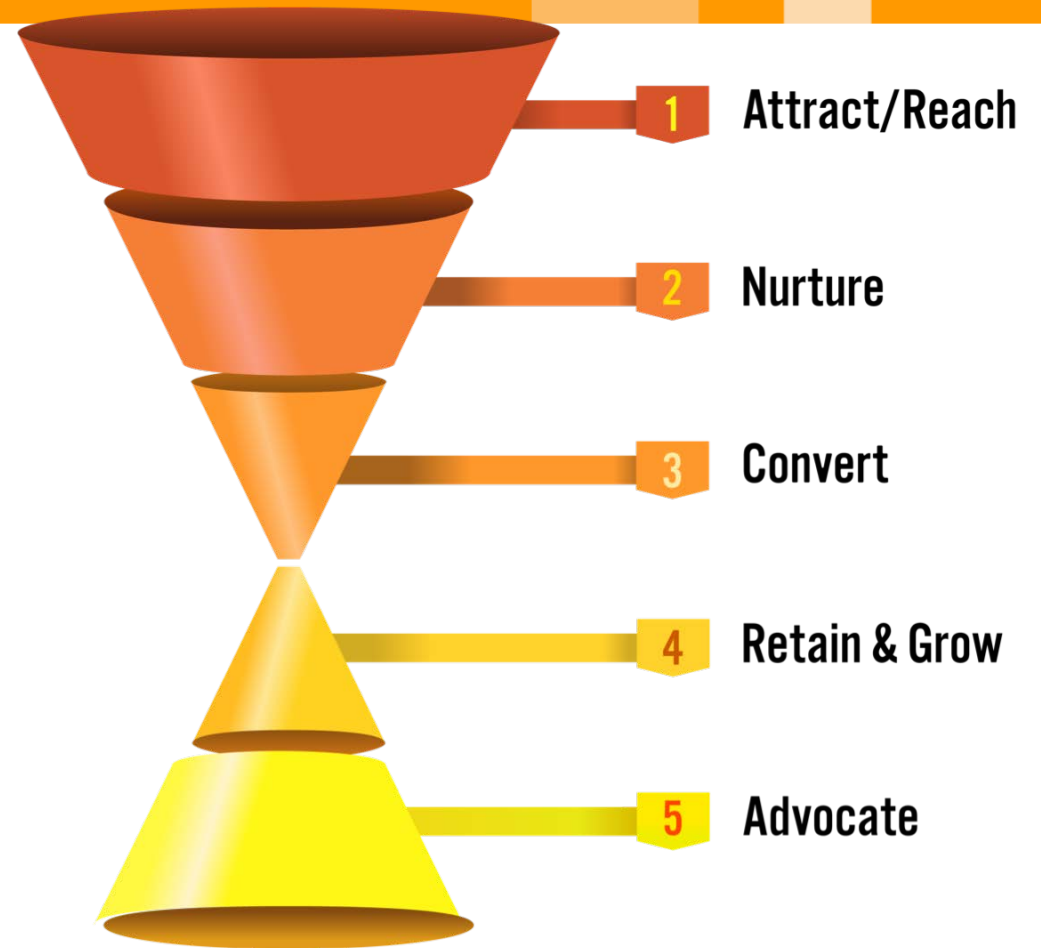 1 Attract/Reach
2 Nurture
3 Convert
4 Retain & Grow
5 Advocate